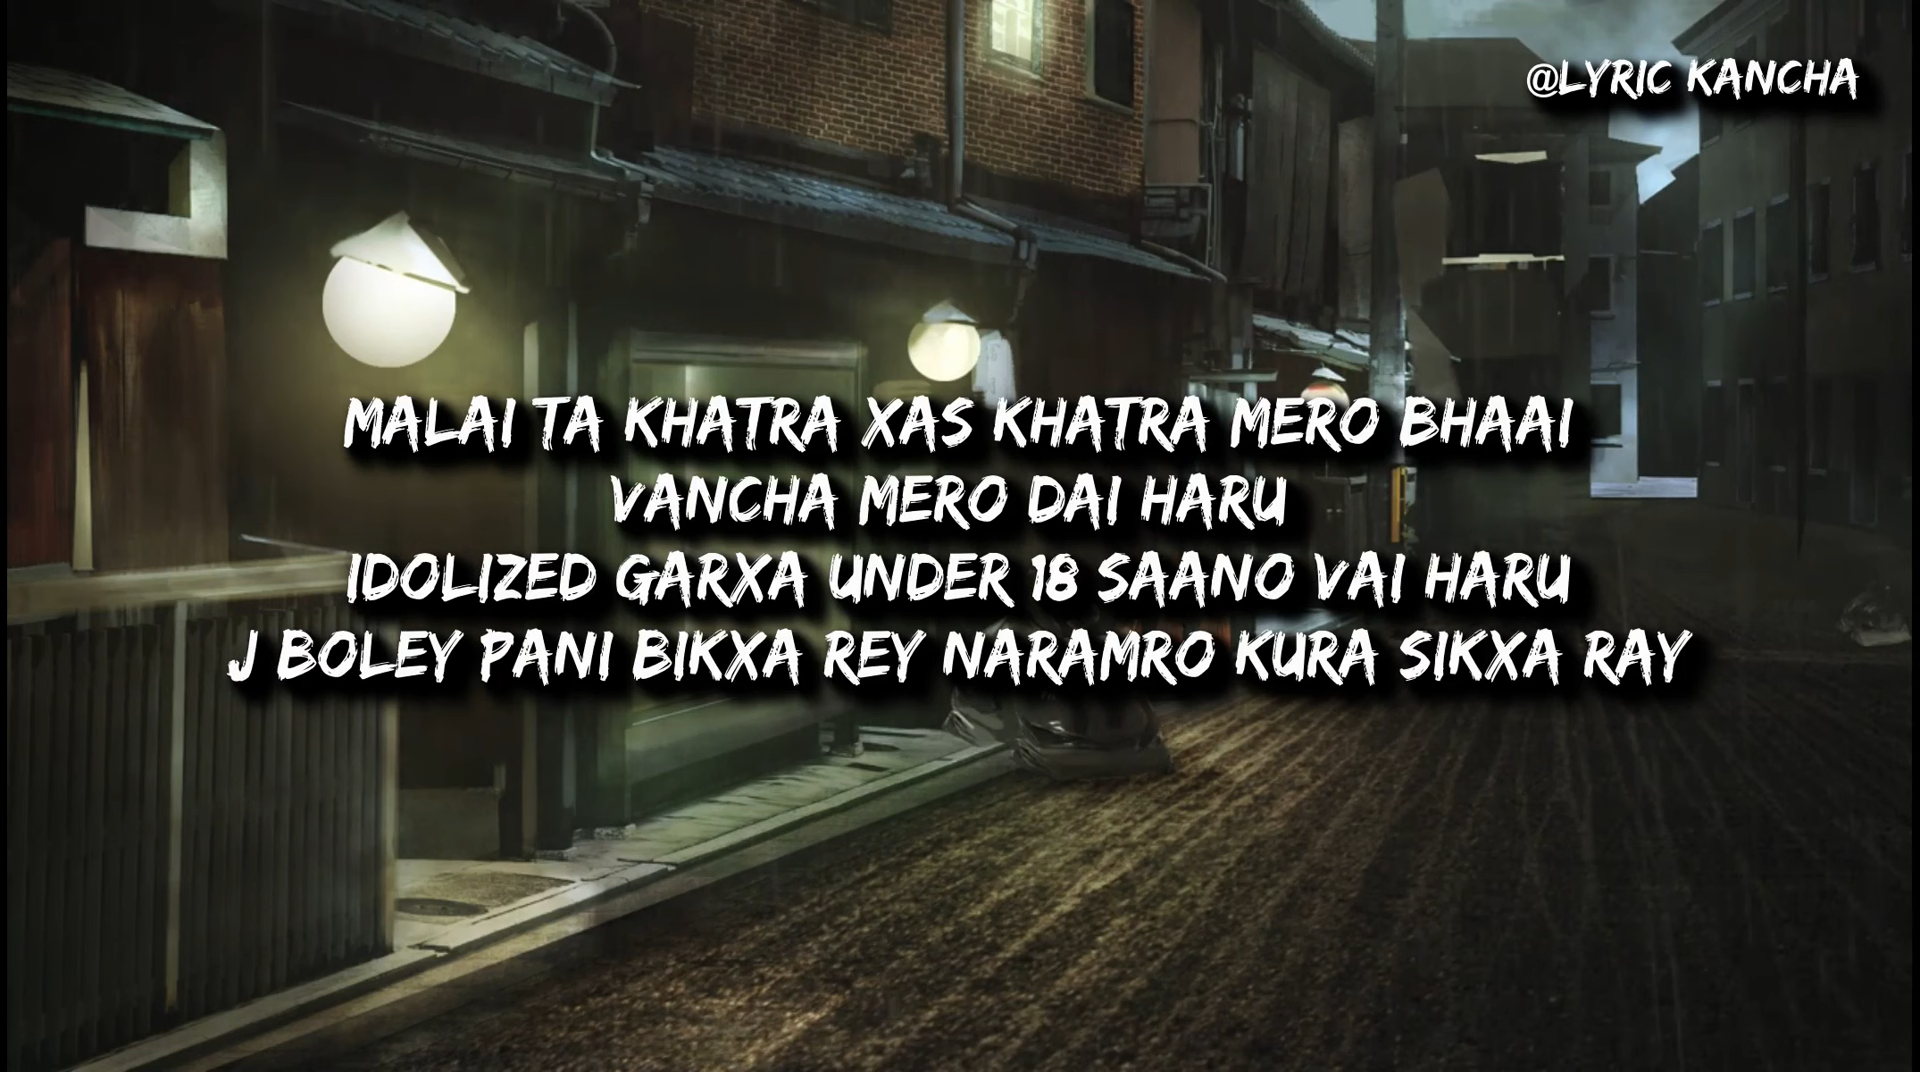 @LYRIC KANCHA
MALAI TA KHATRA XAS KHATRA MERO BHAAI
VANCHA MERO DAI HARU
IDOLIZED GARXA UNDER 18 SAANO VAI HARU
J BOLEY PANI BIKXA REY NARAMRO KURA SIKXA RAY